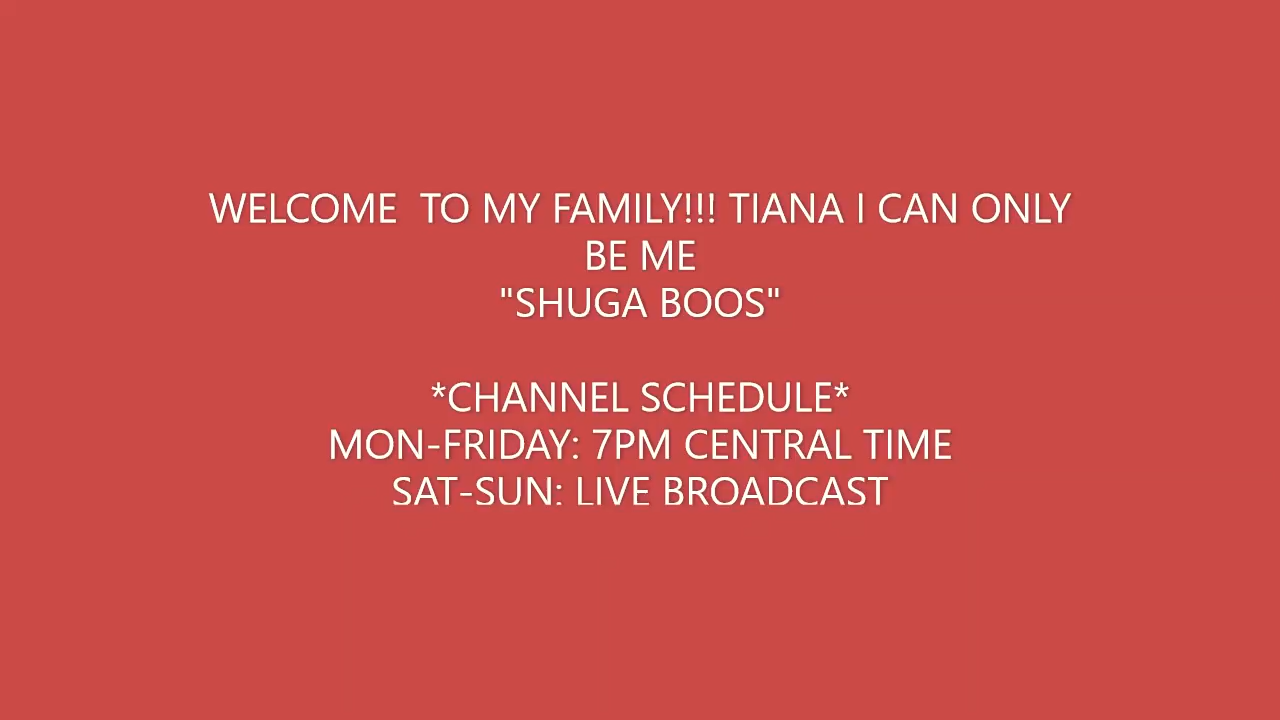 WELCOME  TO MY FAMILY!!! TIANA I CAN ONLY
BE ME
"SHUGA BOOS"
*CHANNEL SCHEDULE*
MON-FRIDAY: 7PM CENTRAL TIME
SAT-SUN: LIVE BROADCAST